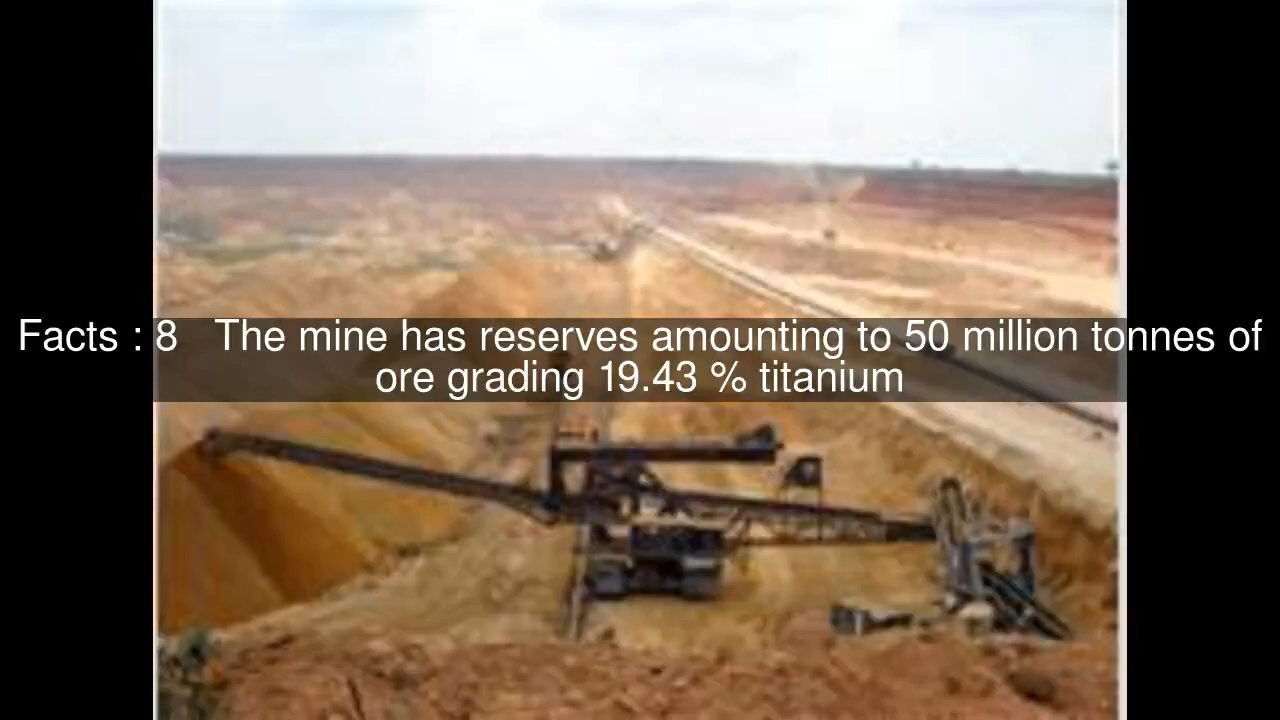 Facts : 8   The mine has reserves amounting to 50 million tonnes of
ore grading 19.43 % titanium